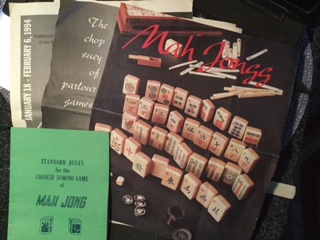 JANUARY 18 - FEBRUARY 6, 1994
The
chop
suey
of
parlour
games
Mah Jongg
STANDARD RULES
for the
CHINESE DOMINO GAME
of
MAH JONG